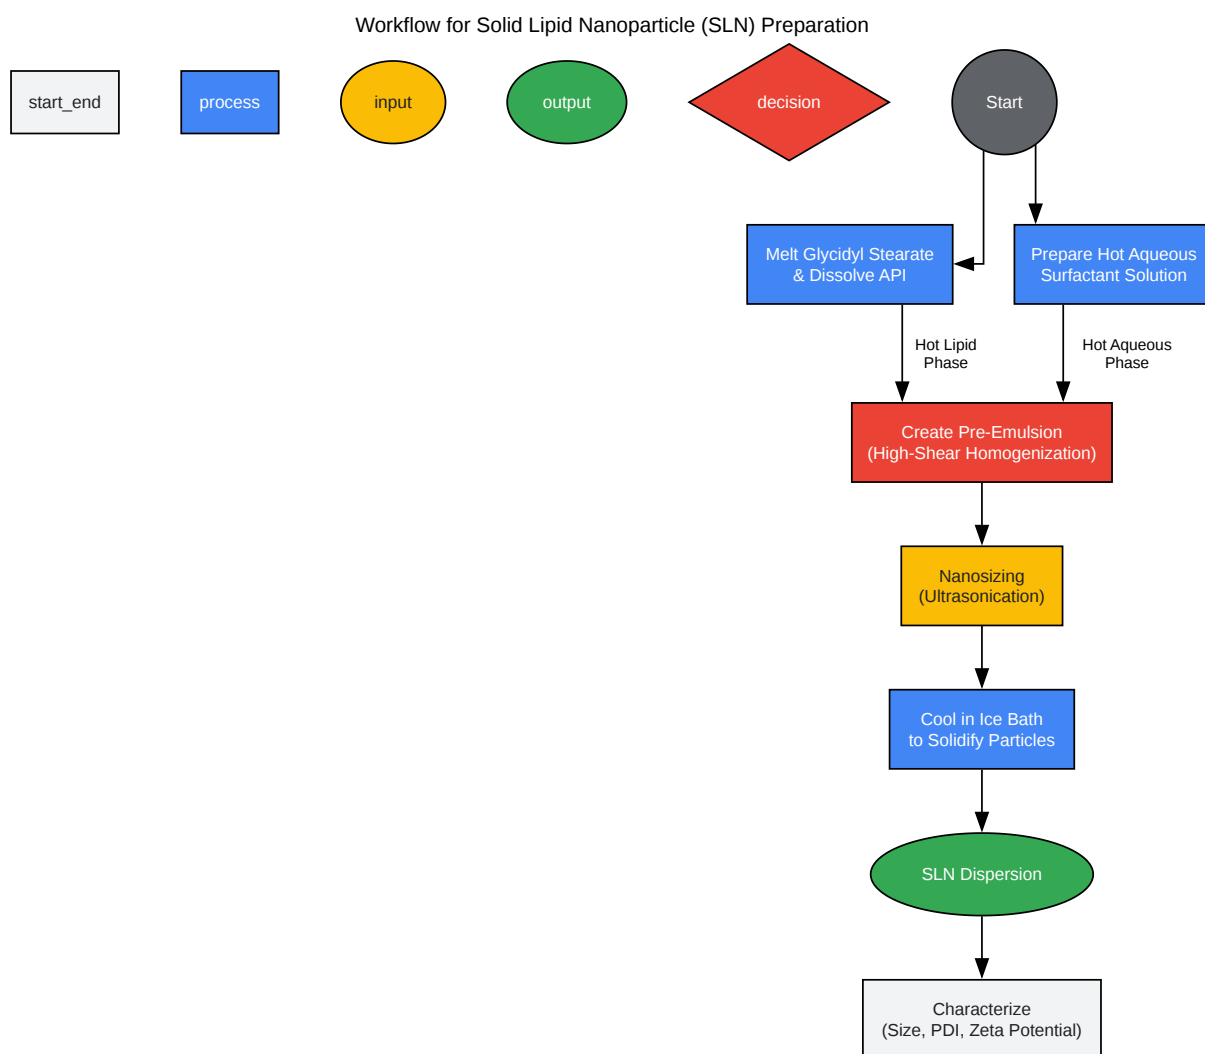 Workflow for Solid Lipid Nanoparticle (SLN) Preparation
start_end
process
input
output
decision
Start
Melt Glycidyl Stearate
& Dissolve API
Prepare Hot Aqueous
Surfactant Solution
Hot Lipid
Phase
Hot Aqueous
Phase
Create Pre-Emulsion
(High-Shear Homogenization)
Nanosizing
(Ultrasonication)
Cool in Ice Bath
to Solidify Particles
SLN Dispersion
Characterize
(Size, PDI, Zeta Potential)